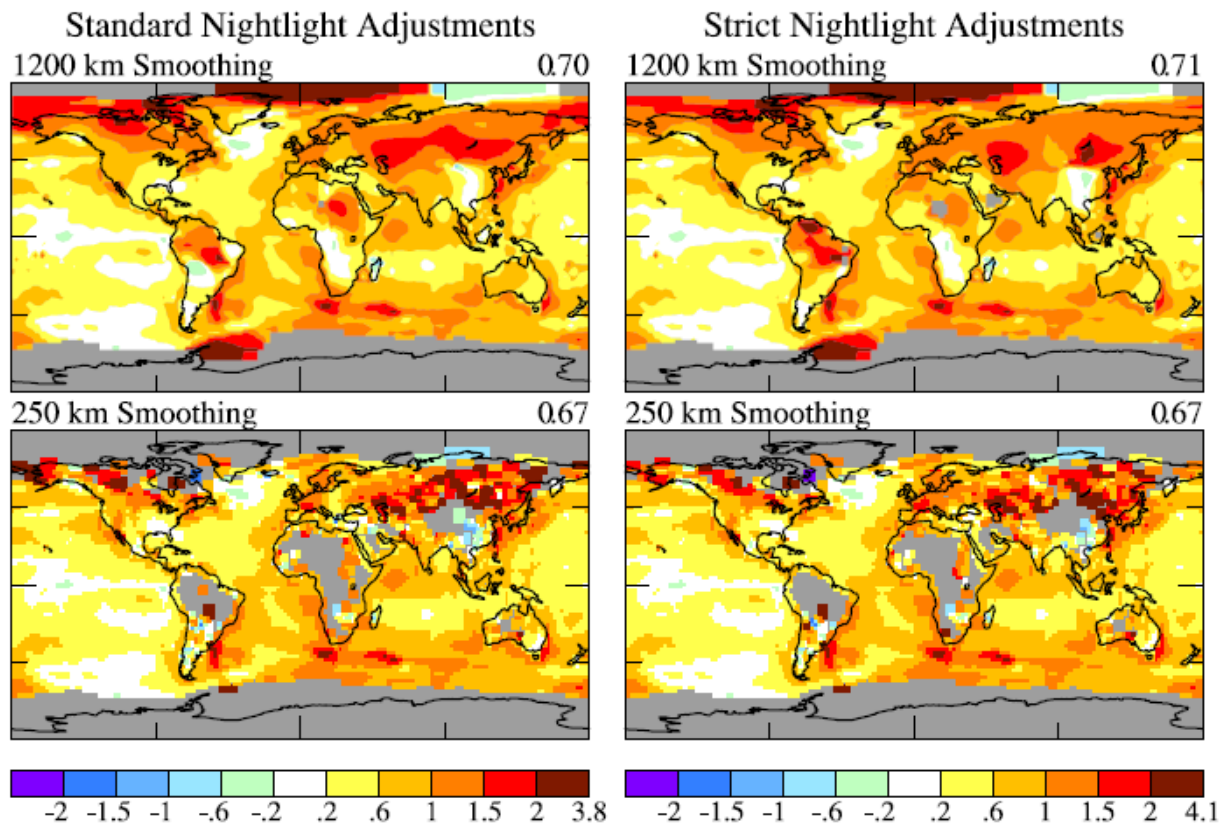 Standard Nightlight Adjustments
Strict Nightlight Adjustments
1200 km Smoothing 0.70
1200 km Smoothing 0.71
250 km Smoothing 0.67
250 km Smoothing 0.67
-2 -1.5 -1 -.6 -.2 .2 .6 1 1.5 2 3.8
-2 -1.5 -1 -.6 -.2 .2 .6 1 1.5 2 4.1